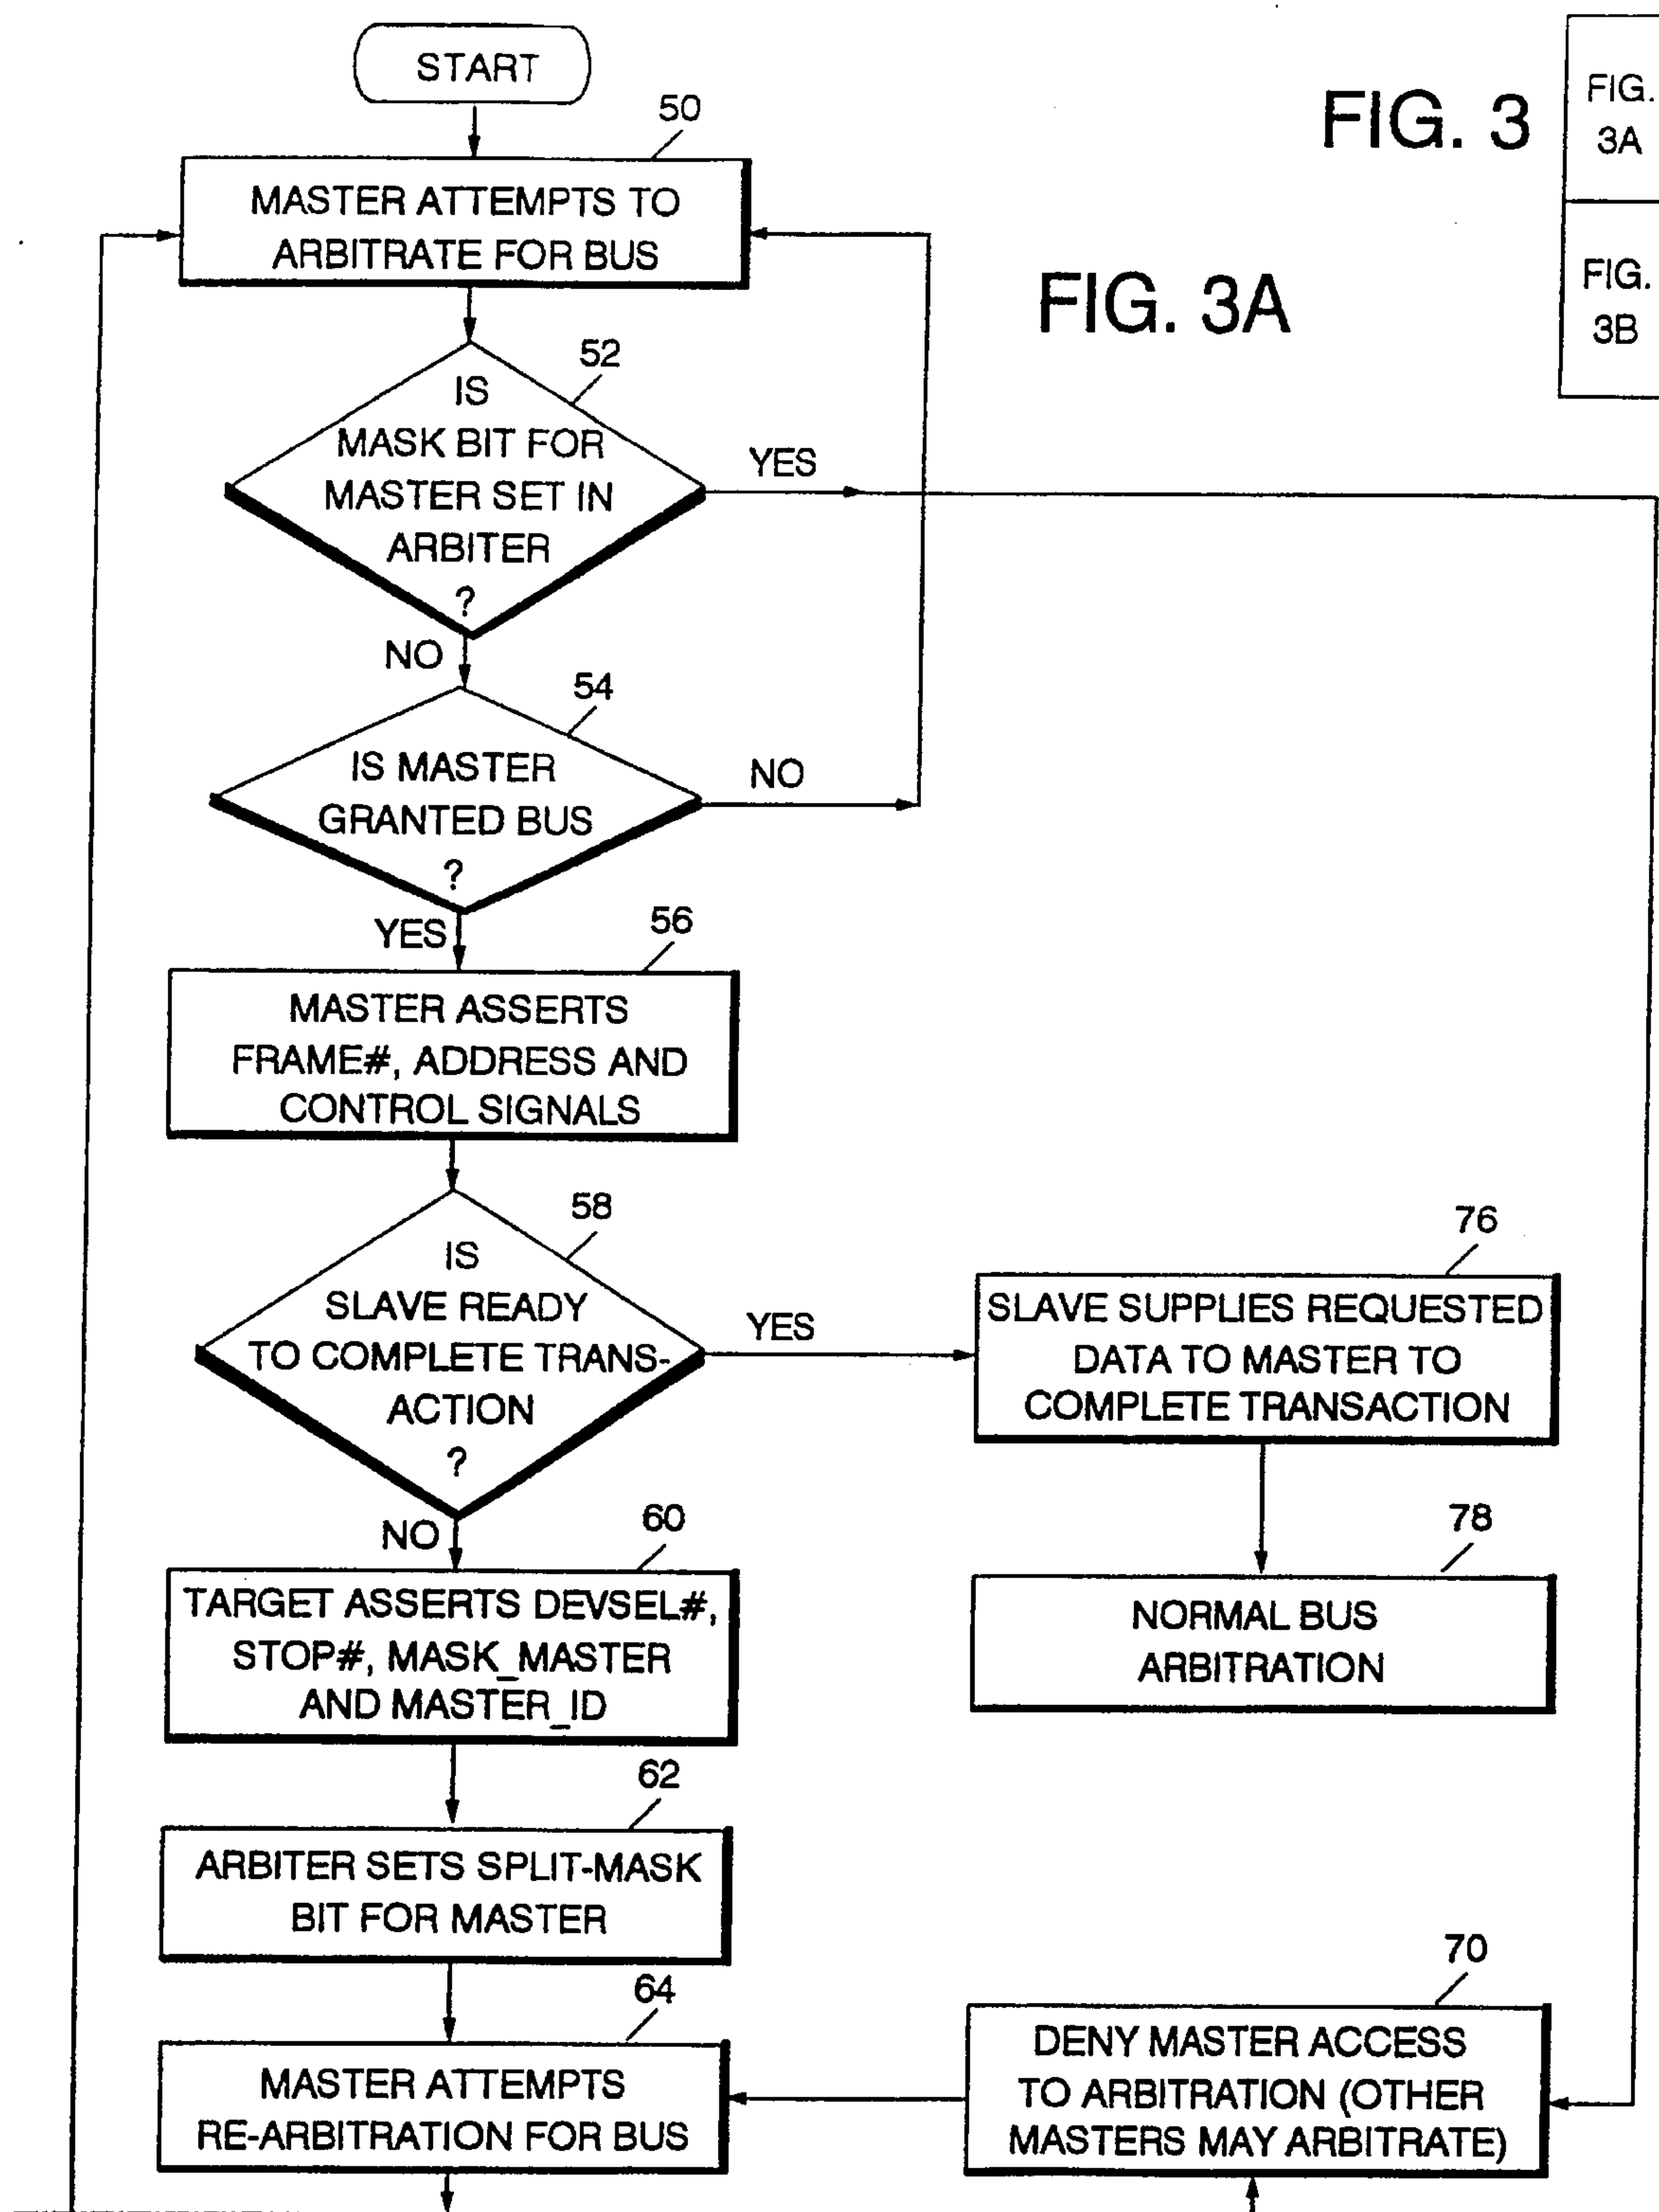 START
FIG. 3
FIG.
3A
FIG.
3B
FIG. 3A
50
MASTER ATTEMPTS TO
ARBITRATE FOR BUS
52
IS
MASK BIT FOR
MASTER SET IN
ARBITER
?
YES
NO
54
IS MASTER
GRANTED BUS
?
NO
YES
56
MASTER ASSERTS
FRAME#, ADDRESS AND
CONTROL SIGNALS
58
IS
SLAVE READY
TO COMPLETE TRANS-
ACTION
?
YES
NO
76
SLAVE SUPPLIES REQUESTED
DATA TO MASTER TO
COMPLETE TRANSACTION
78
NORMAL BUS
ARBITRATION
60
TARGET ASSERTS DEVSEL#,
STOP#, MASK_MASTER
AND MASTER_ID
62
ARBITER SETS SPLIT-MASK
BIT FOR MASTER
64
MASTER ATTEMPTS
RE-ARBITRATION FOR BUS
70
DENY MASTER ACCESS
TO ARBITRATION (OTHER
MASTERS MAY ARBITRATE)